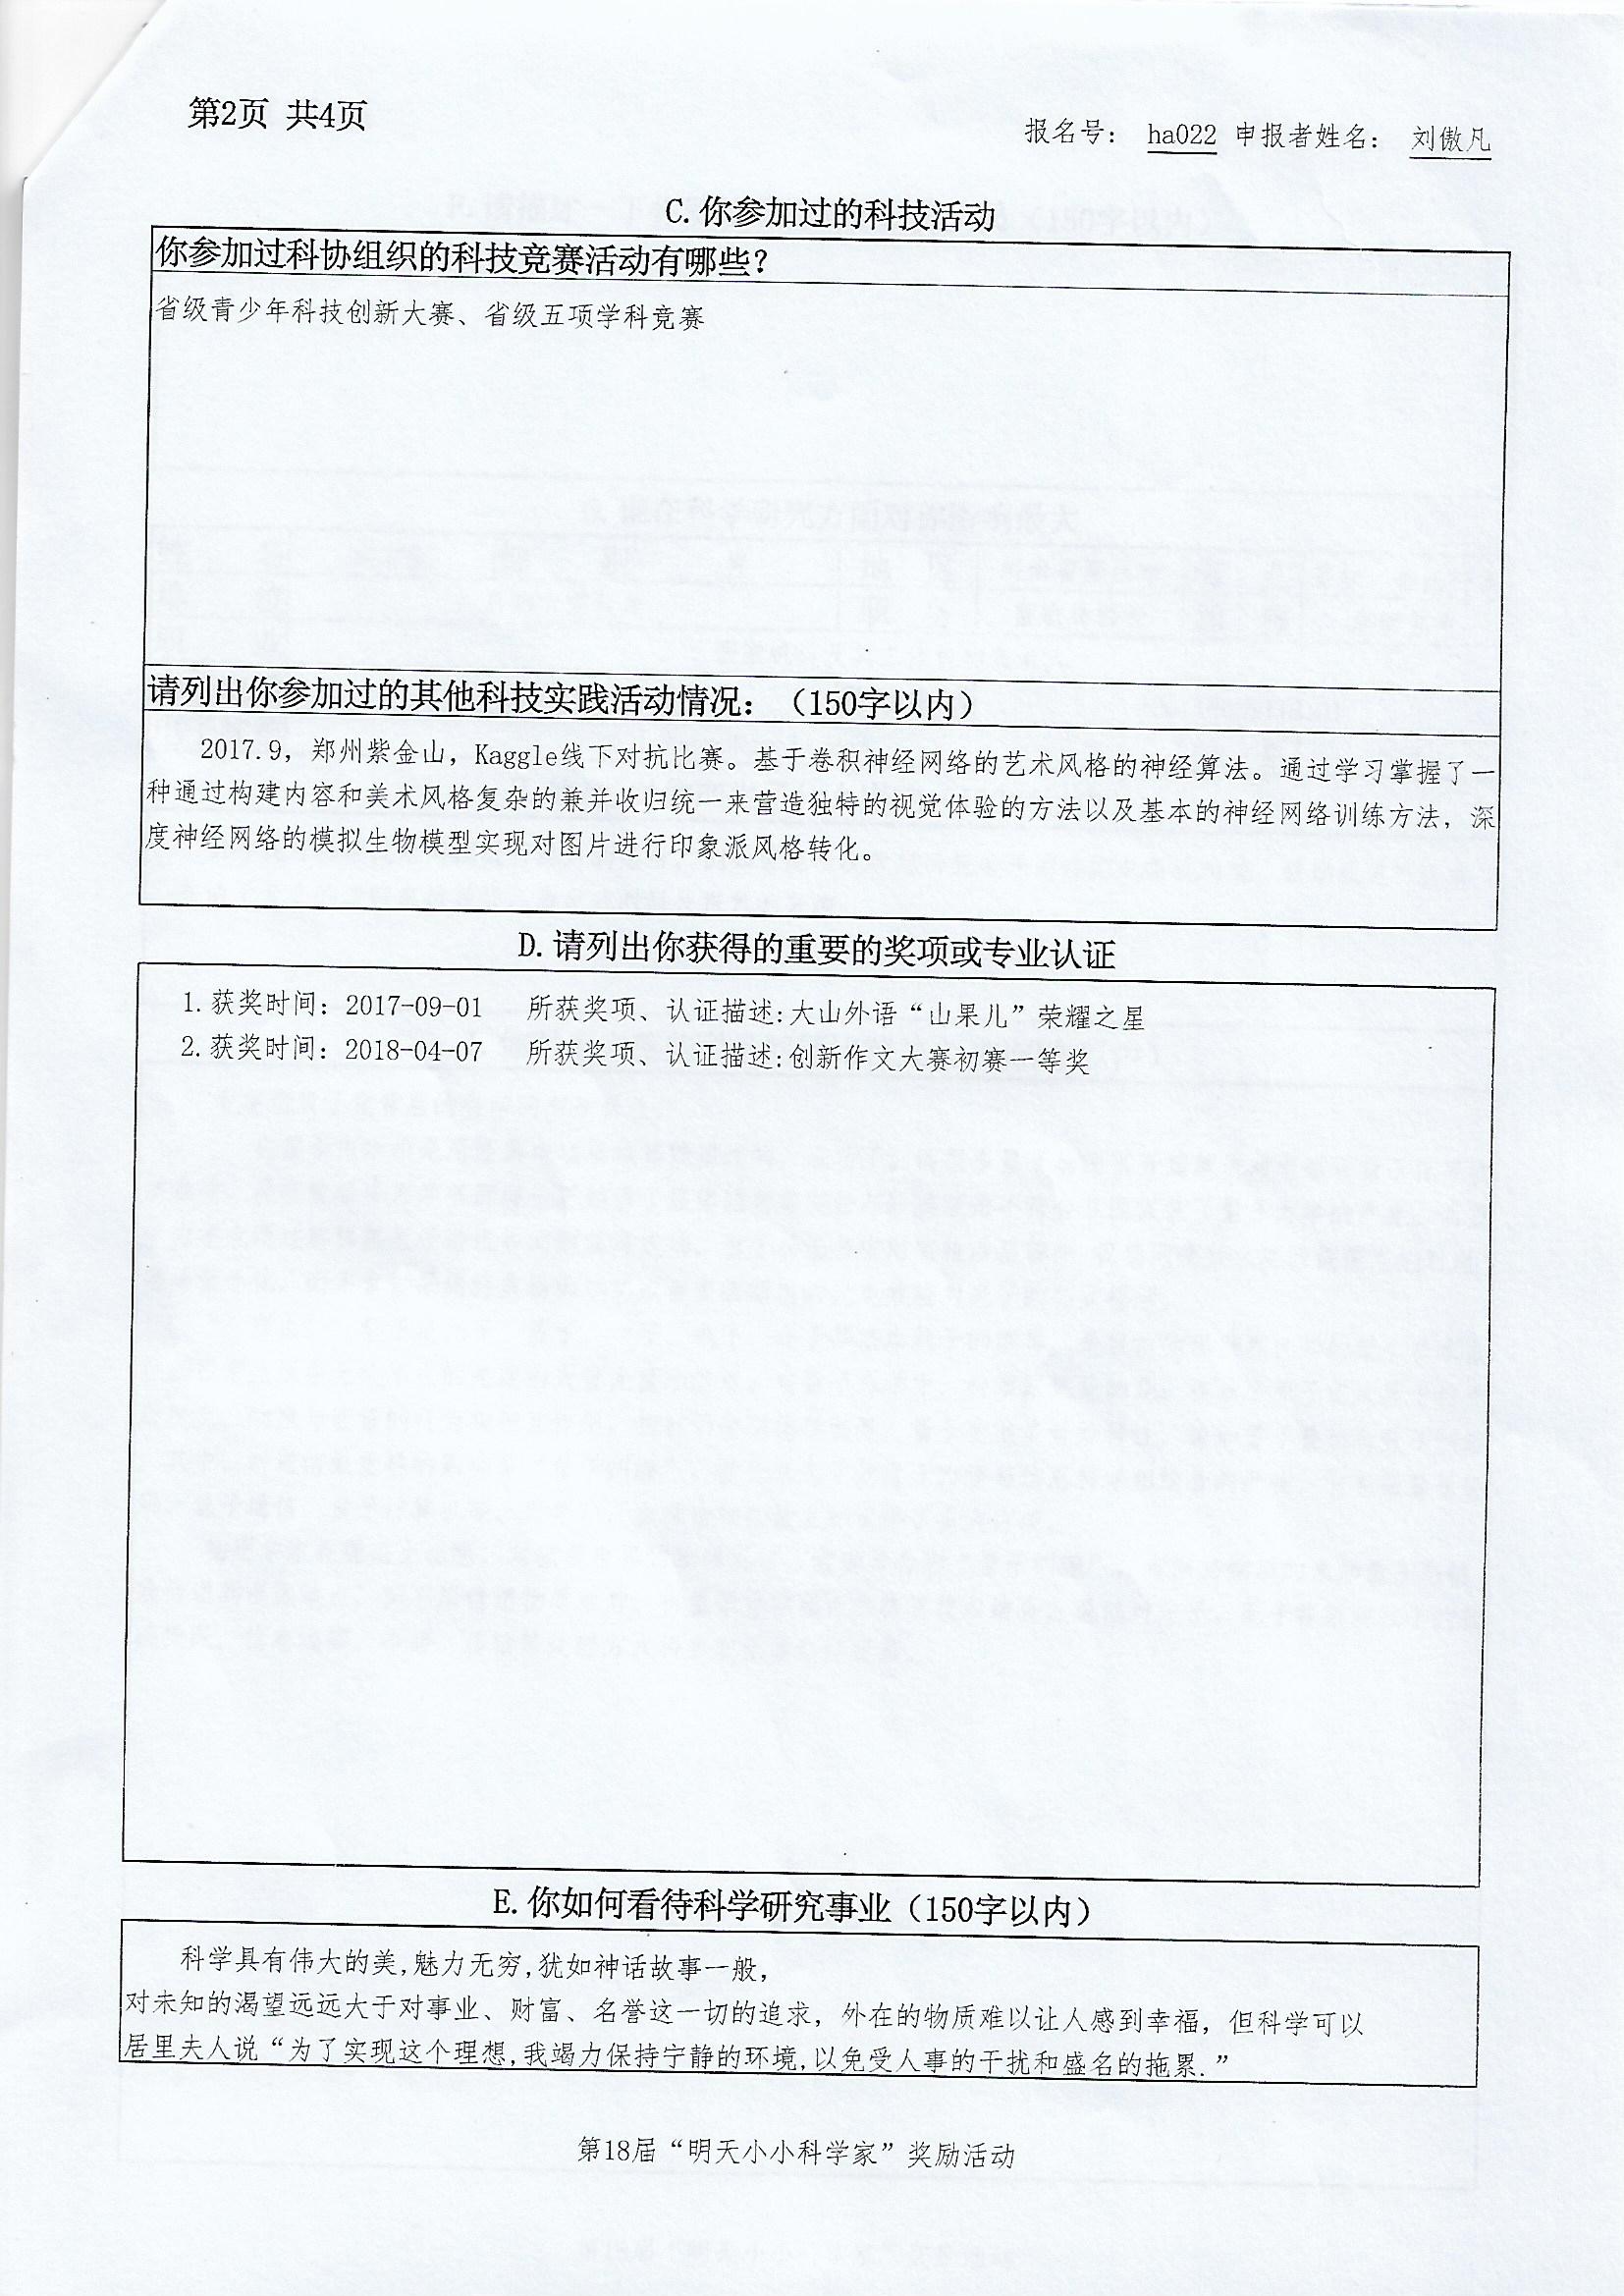 第2页 共4页
报名号： ha022 申报者姓名： 刘傲凡
C.你参加过的科技活动
你参加过科协组织的科技竞赛活动有哪些？
省级青少年科技创新大赛、省级五项学科竞赛
请列出你参加过的其他科技实践活动情况：（150字以内）
2017.9，郑州紫金山，Kaggle线下对抗比赛。基于卷积神经网络的艺术风格的神经算法。通过学习掌握了一
种通过构建内容和美术风格复杂的兼并收归统一来营造独特的视觉体验的方法以及基本的神经网络训练方法，深
度神经网络的模拟生物模型实现对图片进行印象派风格转化。
D.请列出你获得的重要的奖项或专业认证
1.获奖时间：2017-09-01 所获奖项、认证描述:大山外语“山果儿”荣耀之星
2.获奖时间：2018-04-07 所获奖项、认证描述:创新作文大赛初赛一等奖
E.你如何看待科学研究事业（150字以内）
科学具有伟大的美,魅力无穷,犹如神话故事一般，
对未知的渴望远远大于对事业、财富、名誉这一切的追求，外在的物质难以让人感到幸福，但科学可以
居里夫人说“为了实现这个理想,我竭力保持宁静的环境,以免受人事的干扰和盛名的拖累.”
第18届“明天小小科学家”奖励活动